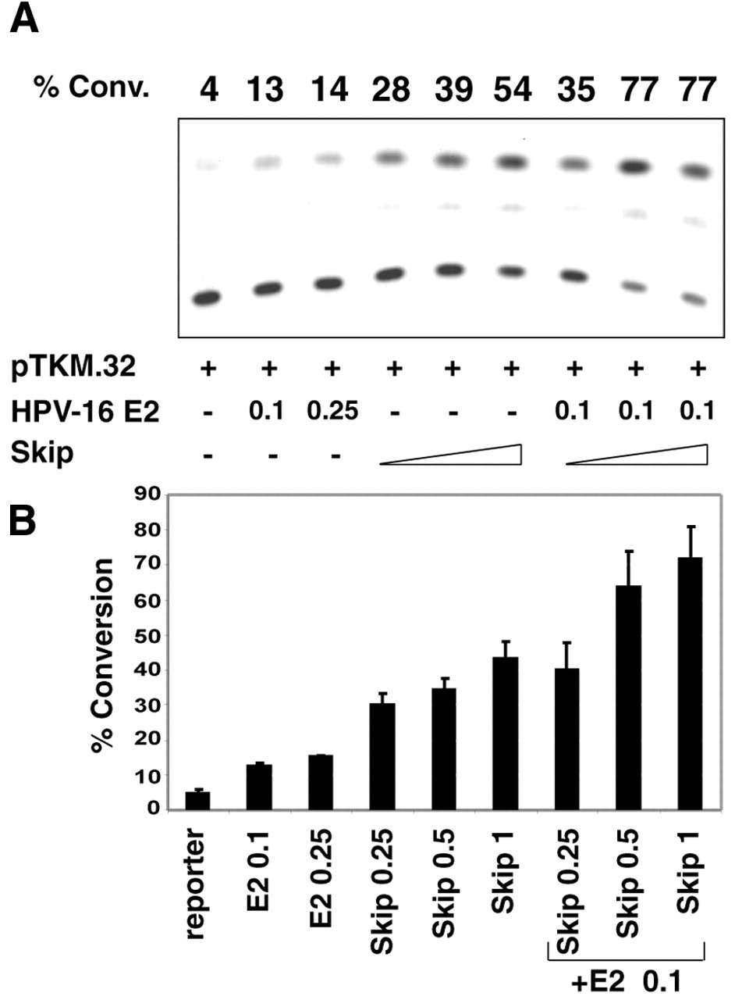 A
% Conv. 4 13 14 28 39 54 35 77 77
pTKM.32 + + + + + + + + +
HPV-16 E2 - 0.1 0.25 - - - 0.1 0.1 0.1
Skip - - -
B
% Conversion
90
80
70
60
50
40
30
20
10
0
reporter
E2 0.1
E2 0.25
Skip 0.25
Skip 0.5
Skip 1
Skip 0.25
Skip 0.5
Skip 1
+E2 0.1